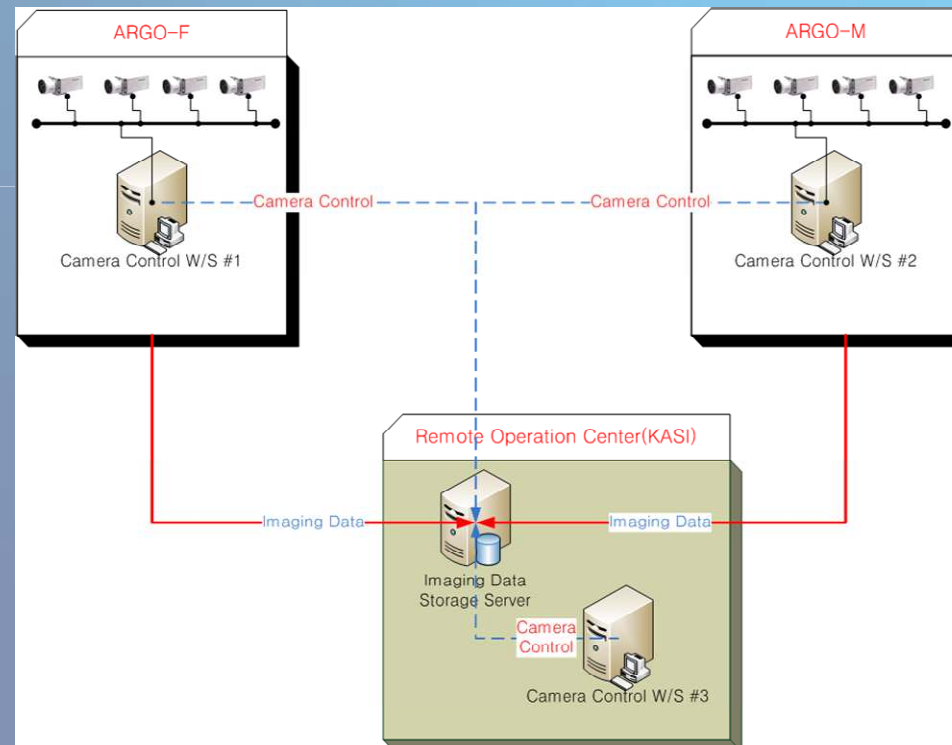 ARGO-F
ARGO-M
Camera Control
Camera Control
Camera Control W/S #1
Camera Control W/S #2
Remote Operation Center(KASI)
Imaging Data
Imaging Data
Imaging Data
Storage Server
Camera
Control
Camera Control W/S #3